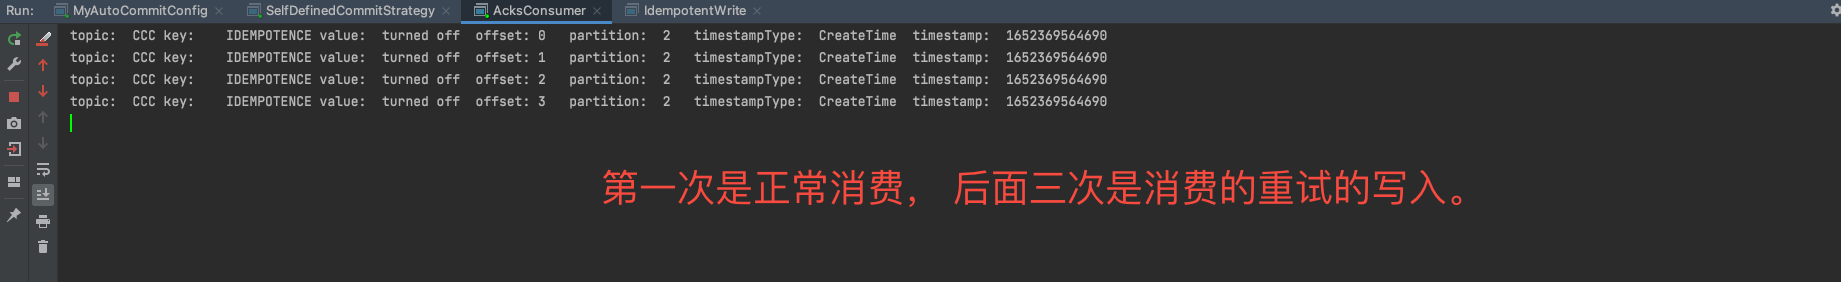 Run: MyAutoCommitConfig SelfDefinedCommitStrategy AcksConsumer IdempotentWrite
topic: CCC key: IDEMPOTENCE value: turned off offset: 0 partition: 2 timestampType: CreateTime timestamp: 1652369564690
topic: CCC key: IDEMPOTENCE value: turned off offset: 1 partition: 2 timestampType: CreateTime timestamp: 1652369564690
topic: CCC key: IDEMPOTENCE value: turned off offset: 2 partition: 2 timestampType: CreateTime timestamp: 1652369564690
topic: CCC key: IDEMPOTENCE value: turned off offset: 3 partition: 2 timestampType: CreateTime timestamp: 1652369564690
第一次是正常消费， 后面三次是消费的重试的写入。